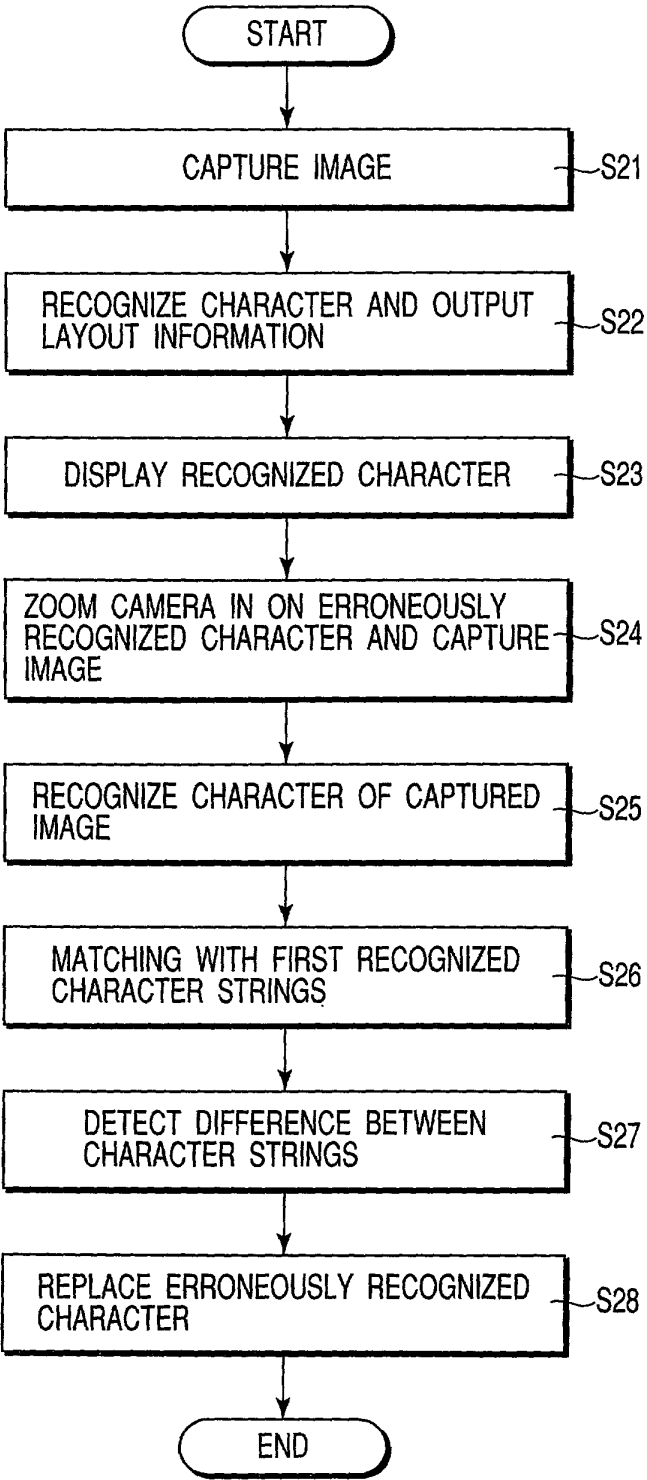 START
CAPTURE IMAGE
S21
RECOGNIZE CHARACTER AND OUTPUT
LAYOUT INFORMATION
S22
DISPLAY RECOGNIZED CHARACTER
S23
ZOOM CAMERA IN ON ERRONEOUSLY
RECOGNIZED CHARACTER AND CAPTURE
IMAGE
S24
RECOGNIZE CHARACTER OF CAPTURED
IMAGE
S25
MATCHING WITH FIRST RECOGNIZED
CHARACTER STRINGS
S26
DETECT DIFFERENCE BETWEEN
CHARACTER STRINGS
S27
REPLACE ERRONEOUSLY RECOGNIZED
CHARACTER
S28
END